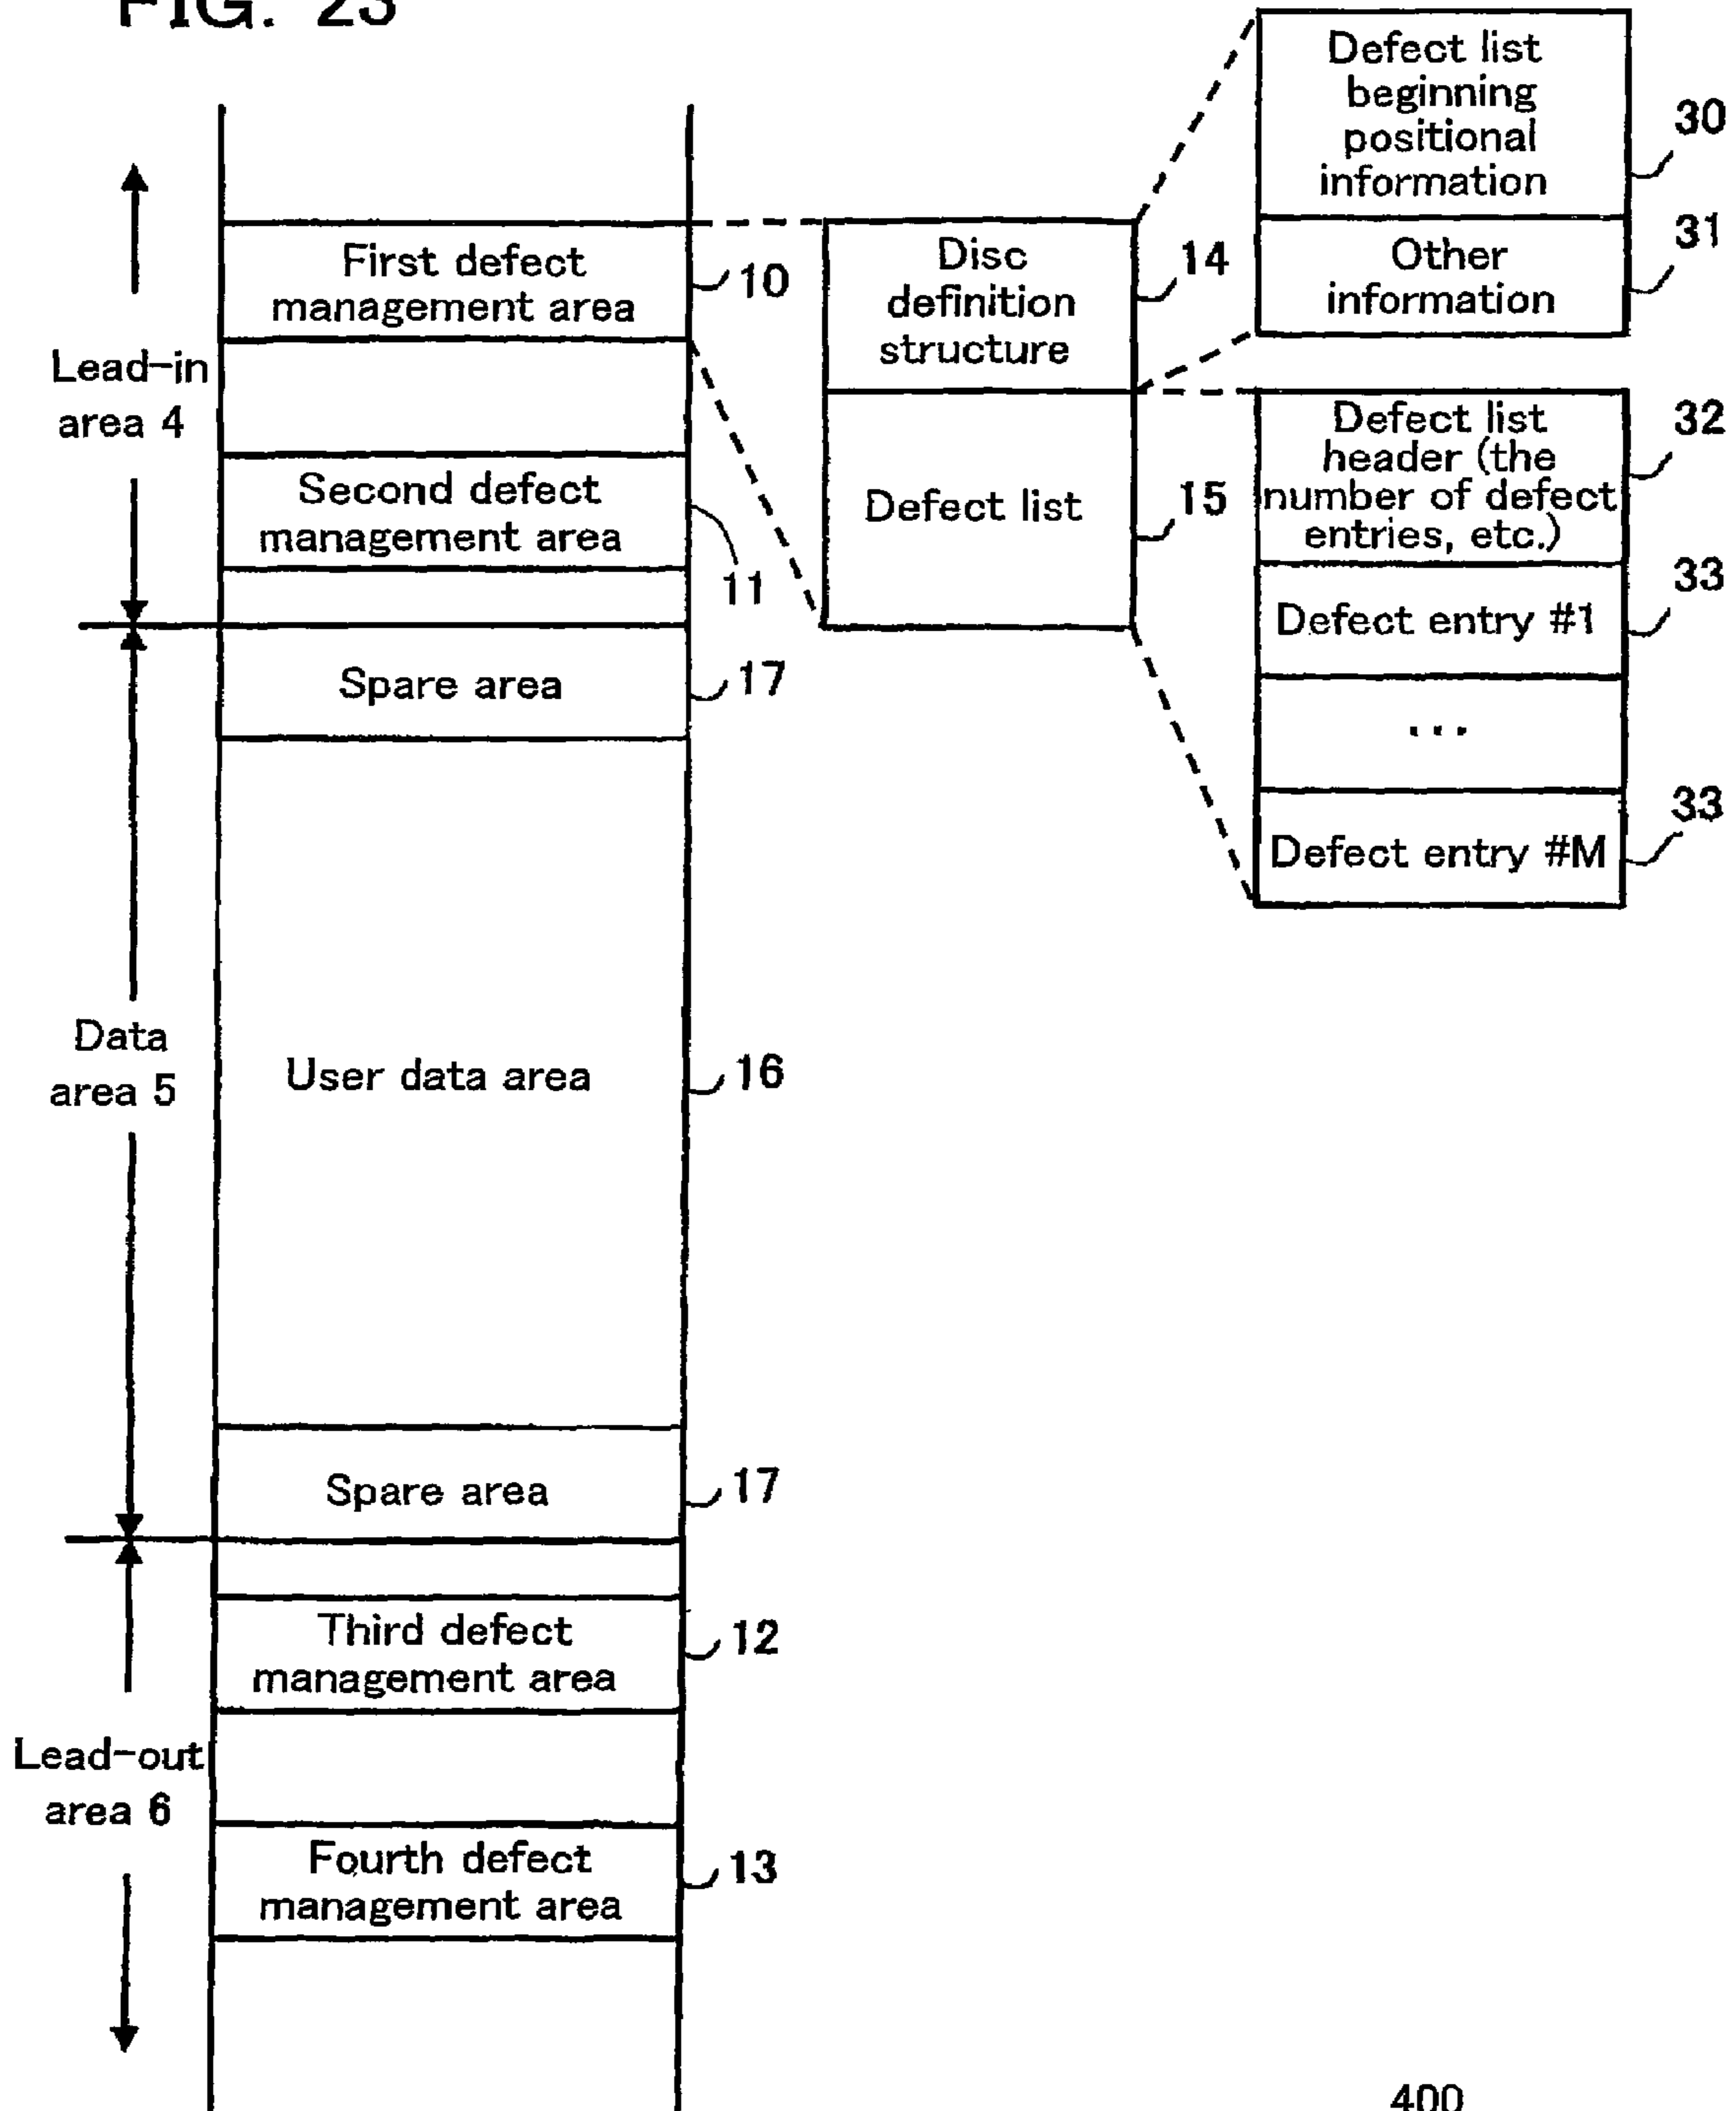 FIG. 23
Lead-in
area 4
Data
area 5
Lead-out
area 6
First defect
management area
10
Second defect
management area
11
Spare area
17
User data area
16
Spare area
17
Third defect
management area
12
Fourth defect
management area
13
Disc
definition
structure
14
Defect list
15
Defect list
beginning
positional
information
30
Other
information
31
Defect list
header (the
number of defect
entries, etc.)
32
Defect entry #1
33
...
Defect entry #M
33
400